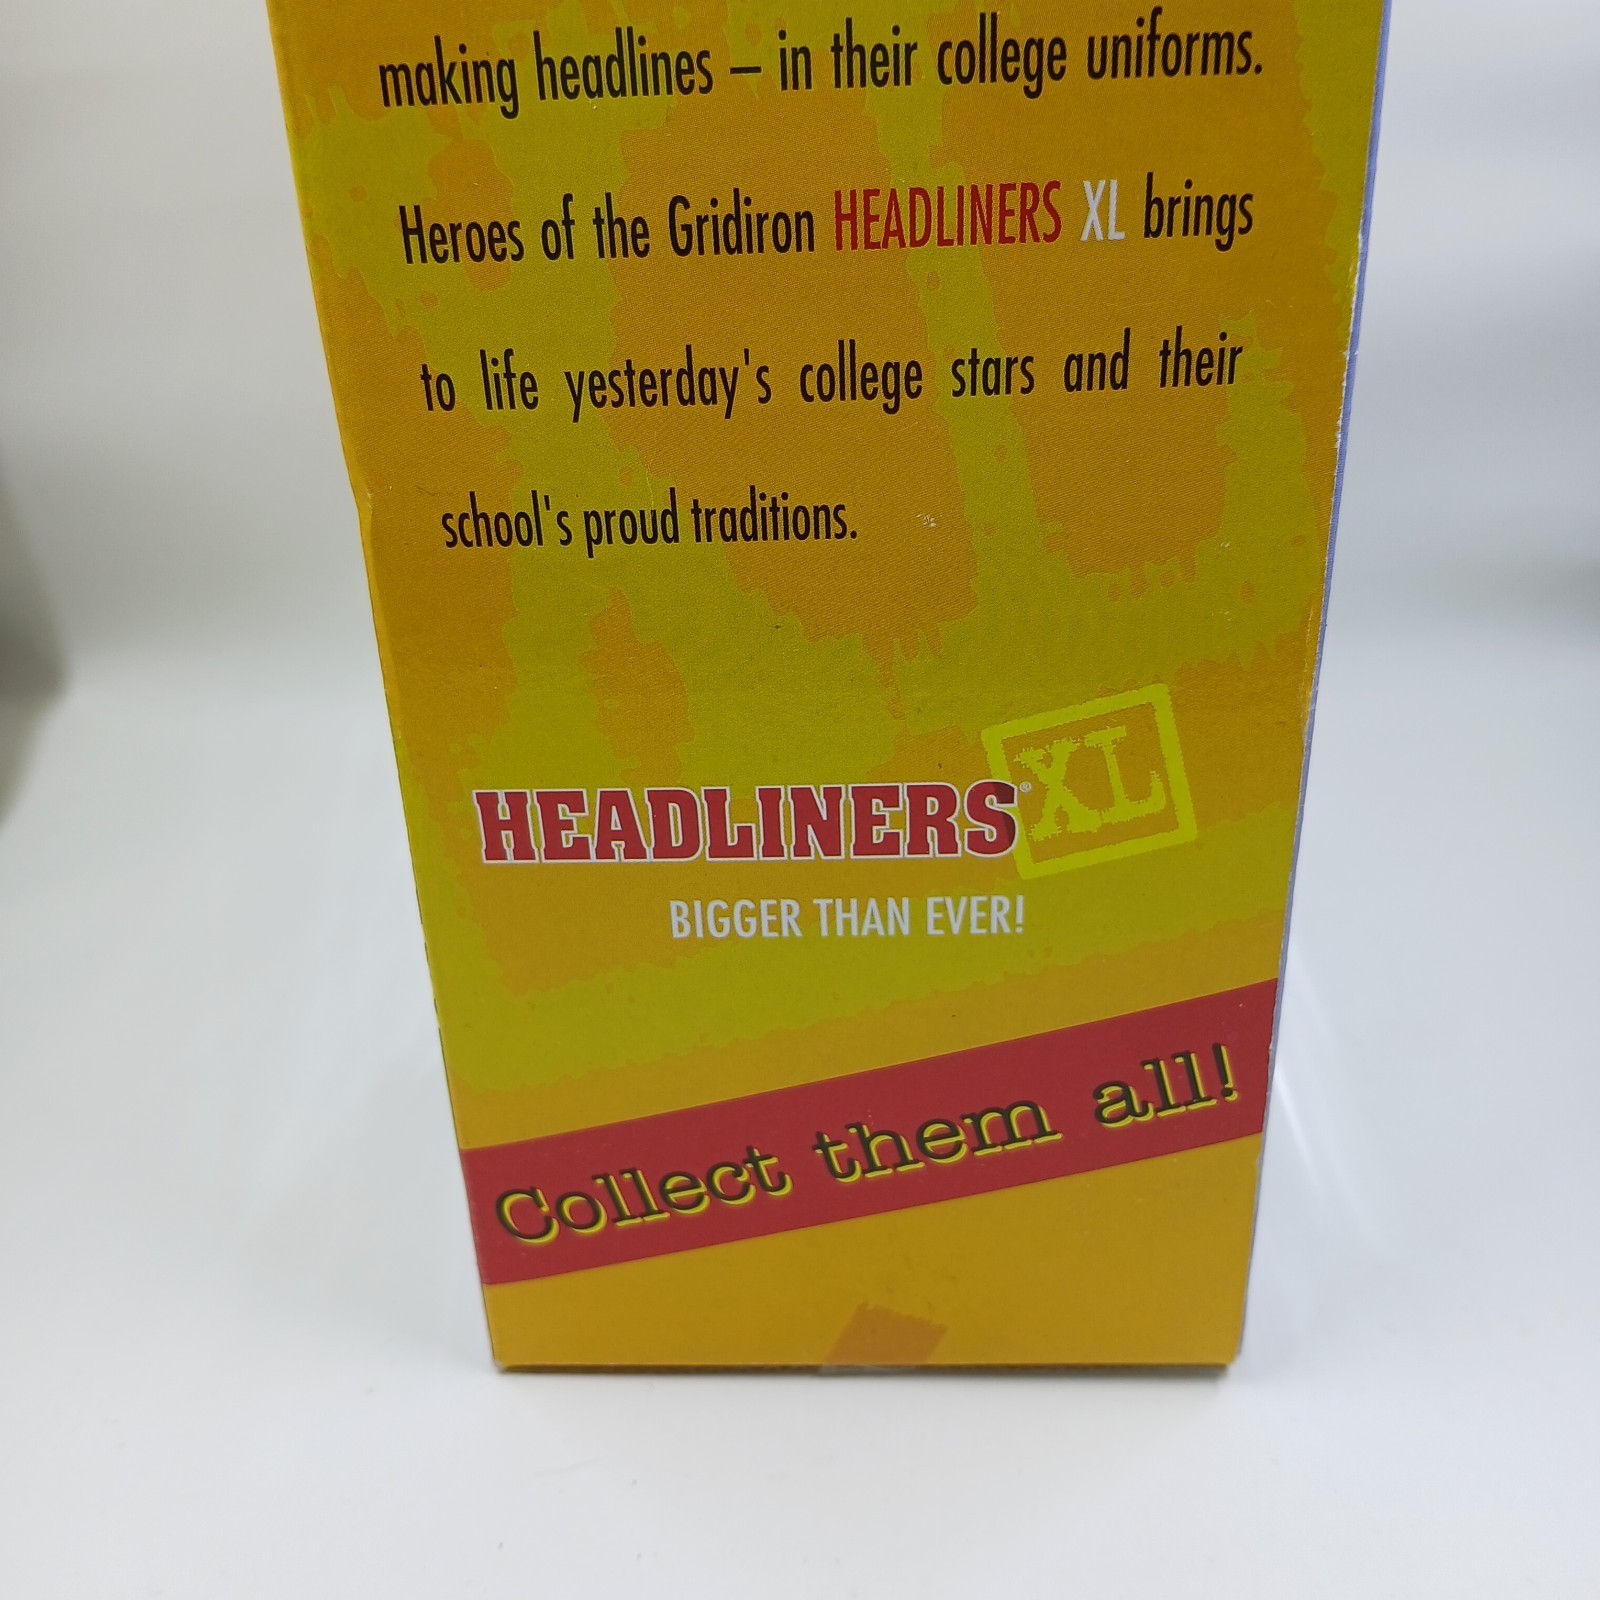 making headlines – in their college uniforms.
Heroes of the Gridiron HEADLINERS XL brings
to life yesterday's college stars and their
school's proud traditions.
HEADLINERS® XL
BIGGER THAN EVER!
Collect them all!